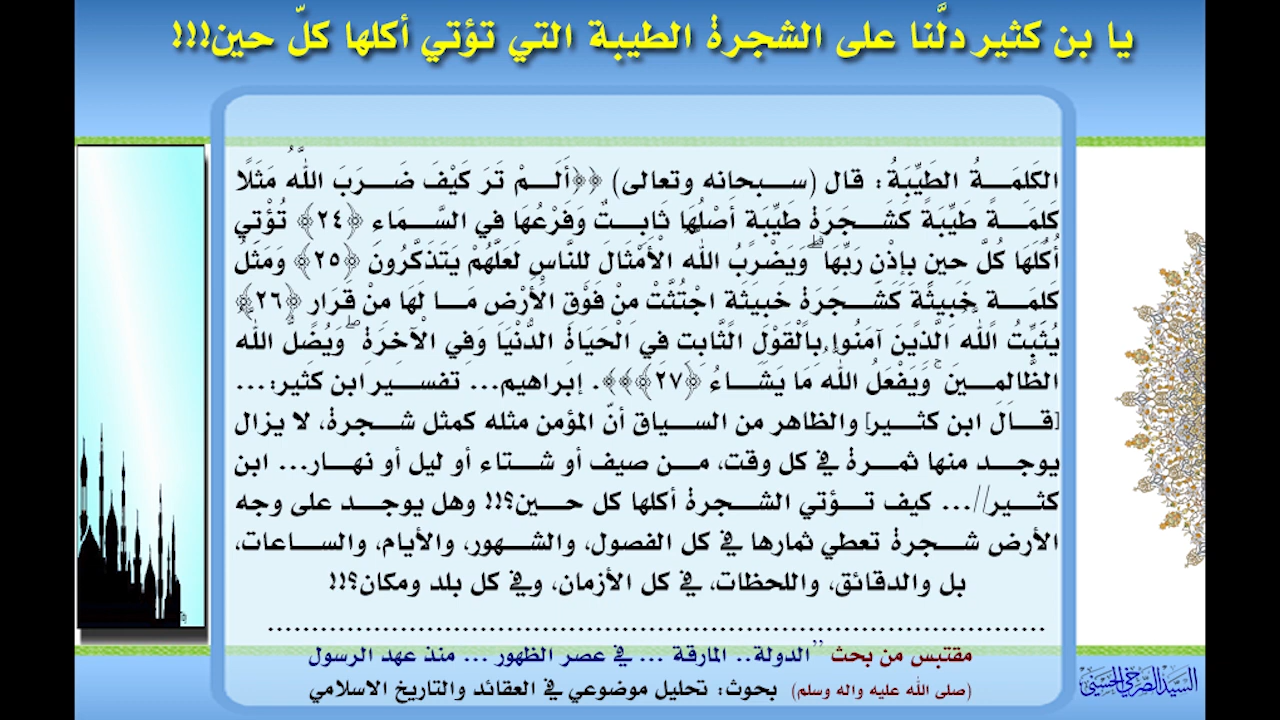 يا بن كثير دلَّنا على الشجرة الطيبة التي تؤتي أكلها كلّ حين!!!
الكَلِمَةُ الطَيِّبَةُ: قال (سبحانه وتعالى) ﴿﴿أَلَمْ تَرَ كَيْفَ ضَرَبَ اللَّهُ مَثَلًا
كَلِمَةً طَيِّبَةً كَشَجَرَةٍ طَيِّبَةٍ أَصْلُهَا ثَابِتٌ وَفَرْعُهَا فِي السَّمَاءِ ﴿٢٤﴾ تُؤْتِي
أُكُلَهَا كُلَّ حِينٍ بِإِذْنِ رَبِّهَا ۗ وَيَضْرِبُ اللَّهُ الْأَمْثَالَ لِلنَّاسِ لَعَلَّهُمْ يَتَذَكَّرُونَ ﴿٢٥﴾ وَمَثَلُ
كَلِمَةٍ خَبِيثَةٍ كَشَجَرَةٍ خَبِيثَةٍ اجْتُثَّتْ مِنْ فَوْقِ الْأَرْضِ مَا لَهَا مِنْ قَرَارٍ ﴿٢٦﴾
يُثَبِّتُ اللَّهُ الَّذِينَ آمَنُوا بِالْقَوْلِ الثَّابِتِ فِي الْحَيَاةِ الدُّنْيَا وَفِي الْآخِرَةِ ۖ وَيُضِلُّ اللَّهُ
الظَّالِمِينَ ۚ وَيَفْعَلُ اللَّهُ مَا يَشَاءُ ﴿٢٧﴾﴾﴾. إبراهيم... تفسير ابن كثير:...
[قَالَ ابن كثير] والظاهر من السياق أنّ المؤمن مثله كمثل شجرة، لا يزال
يوجد منها ثمرة في كل وقت، من صيف أو شتاء أو ليل أو نهار... ابن
كثير//... كيف تؤتي الشجرة أكلها كل حين؟!! وهل يوجد على وجه
الأرض شجرة تعطي ثمارها في كل الفصول، والشهور، والأيام، والساعات،
بل والدقائق، واللحظات، في كل الأزمان، وفي كل بلد ومكان؟!!
مقتبس من بحث "الدولة.. المارقة ... في عصر الظهور ... منذ عهد الرسول
(صلى الله عليه واله وسلم) بحوث: تحليل موضوعي في العقائد والتاريخ الاسلامي
السيد الصرخي الحسني